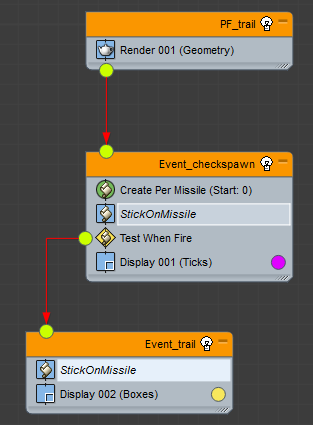 PF_trail
Render 001 (Geometry)
Event_checkspawn
Create Per Missile (Start: 0)
StickOnMissile
Test When Fire
Display 001 (Ticks)
Event_trail
StickOnMissile
Display 002 (Boxes)